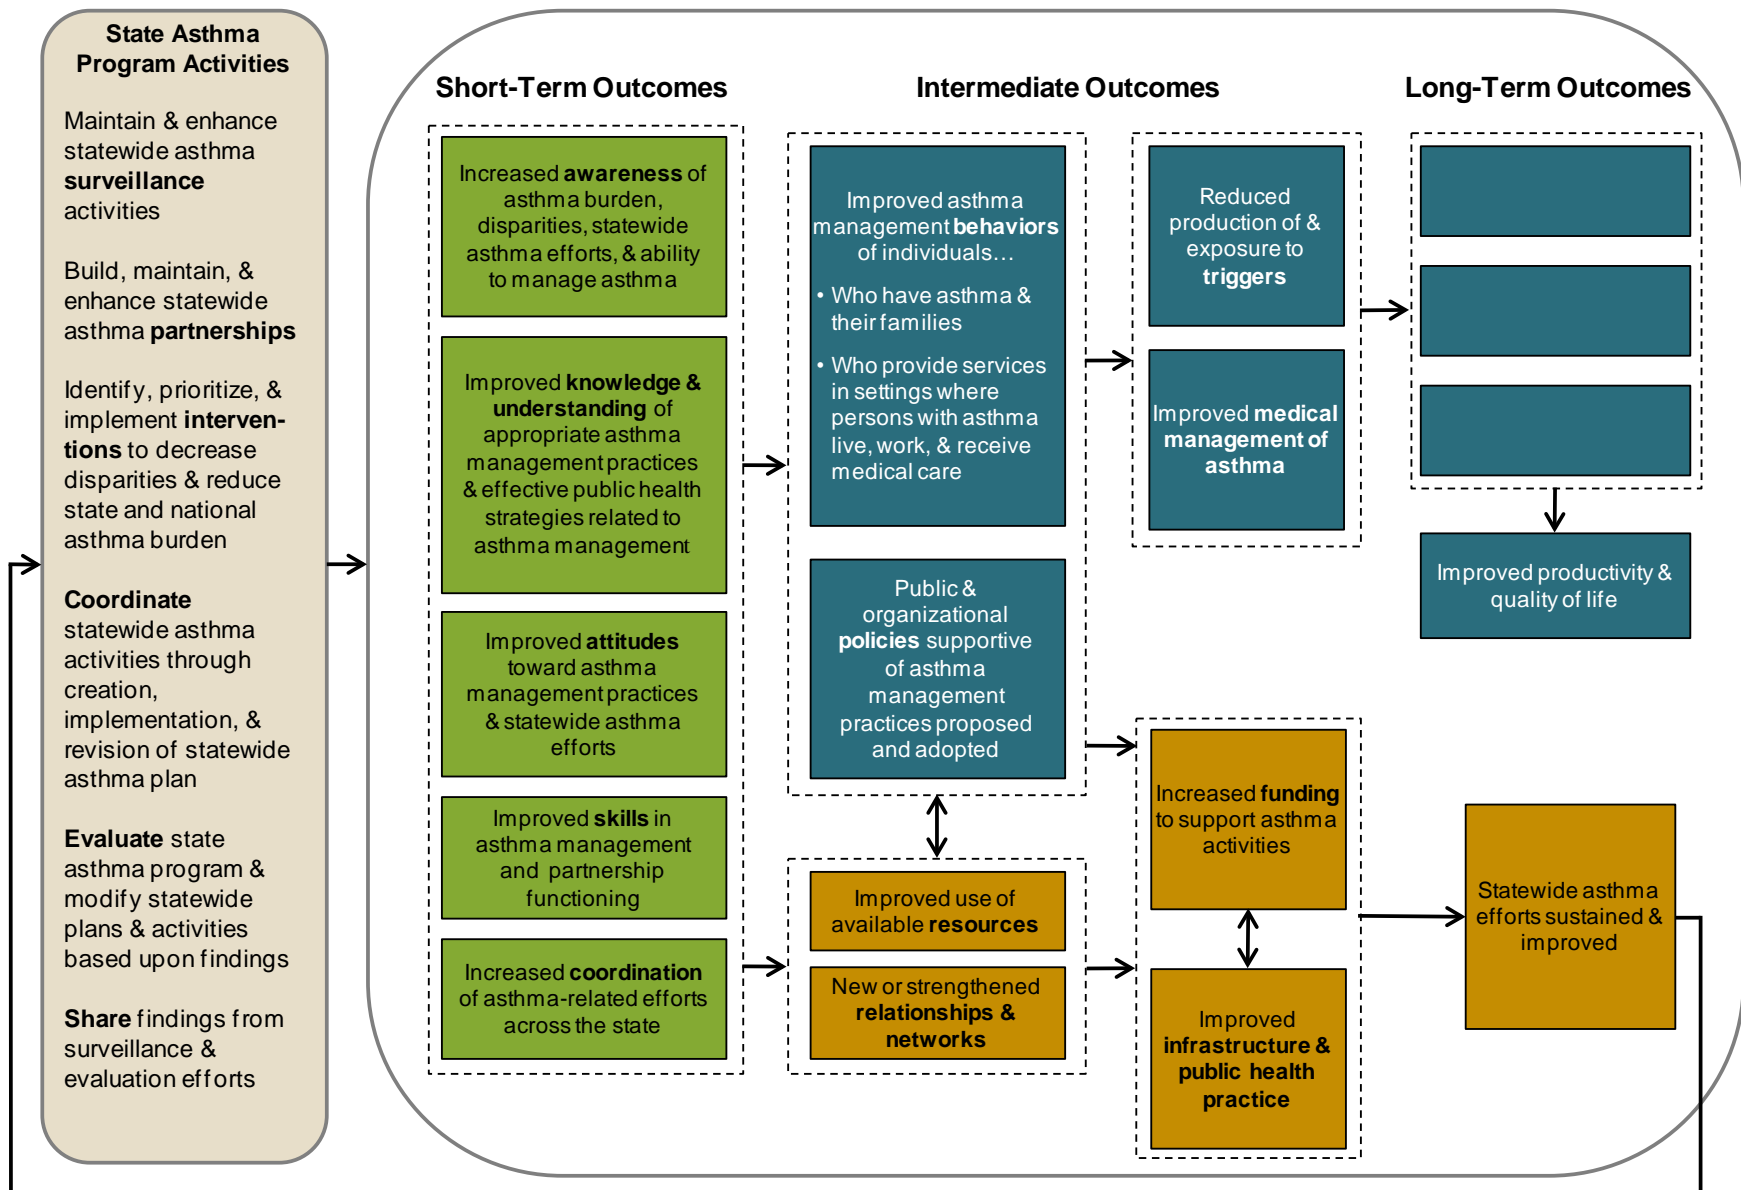 State Asthma
Program Activities
Maintain & enhance
statewide asthma
surveillance
activities
Build, maintain, &
enhance statewide
asthma partnerships
Identify, prioritize, &
implement interven-
tions to decrease
disparities & reduce
state and national
asthma burden
Coordinate
statewide asthma
activities through
creation,
implementation, &
revision of statewide
asthma plan
Evaluate state
asthma program &
modify statewide
plans & activities
based upon findings
Share findings from
surveillance &
evaluation efforts
Short-Term Outcomes
Increased awareness of
asthma burden,
disparities, statewide
asthma efforts, & ability
to manage asthma
Improved knowledge &
understanding of
appropriate asthma
management practices
& effective public health
strategies related to
asthma management
Improved attitudes
toward asthma
management practices
& statewide asthma
efforts
Improved skills in
asthma management
and partnership
functioning
Increased coordination
of asthma-related efforts
across the state
Intermediate Outcomes
Improved asthma
management behaviors
of individuals…
• Who have asthma &
their families
• Who provide services
in settings where
persons with asthma
live, work, & receive
medical care
Public &
organizational
policies supportive
of asthma
management
practices proposed
and adopted
Improved use of
available resources
New or strengthened
relationships &
networks
Reduced
production of &
exposure to
triggers
Improved medical
management of
asthma
Increased funding
to support asthma
activities
Improved
infrastructure &
public health
practice
Long-Term Outcomes
Improved productivity &
quality of life
Statewide asthma
efforts sustained &
improved